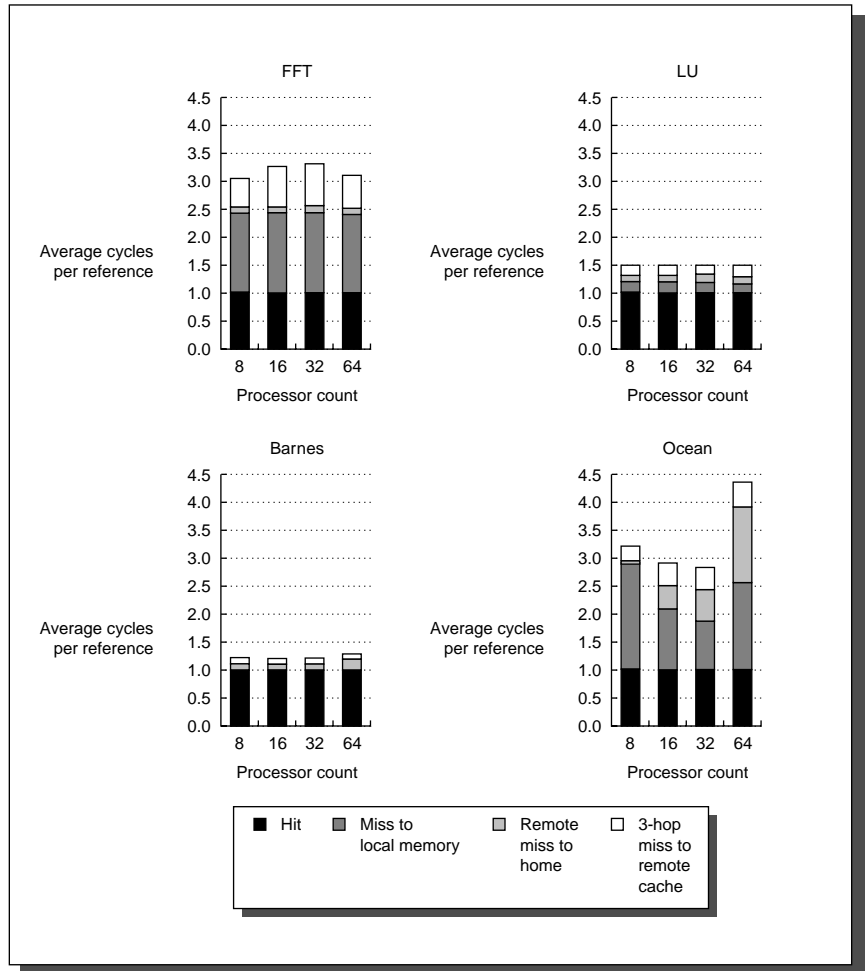 FFT
4.5
4.0
3.5
3.0
2.5
2.0
1.5
1.0
0.5
0.0
Average cycles
per reference
8 16 32 64
Processor count
LU
4.5
4.0
3.5
3.0
2.5
2.0
1.5
1.0
0.5
0.0
Average cycles
per reference
8 16 32 64
Processor count
Barnes
4.5
4.0
3.5
3.0
2.5
2.0
1.5
1.0
0.5
0.0
Average cycles
per reference
8 16 32 64
Processor count
Ocean
4.5
4.0
3.5
3.0
2.5
2.0
1.5
1.0
0.5
0.0
Average cycles
per reference
8 16 32 64
Processor count
Hit
Miss to
local memory
Remote
miss to
home
3-hop
miss to
remote
cache